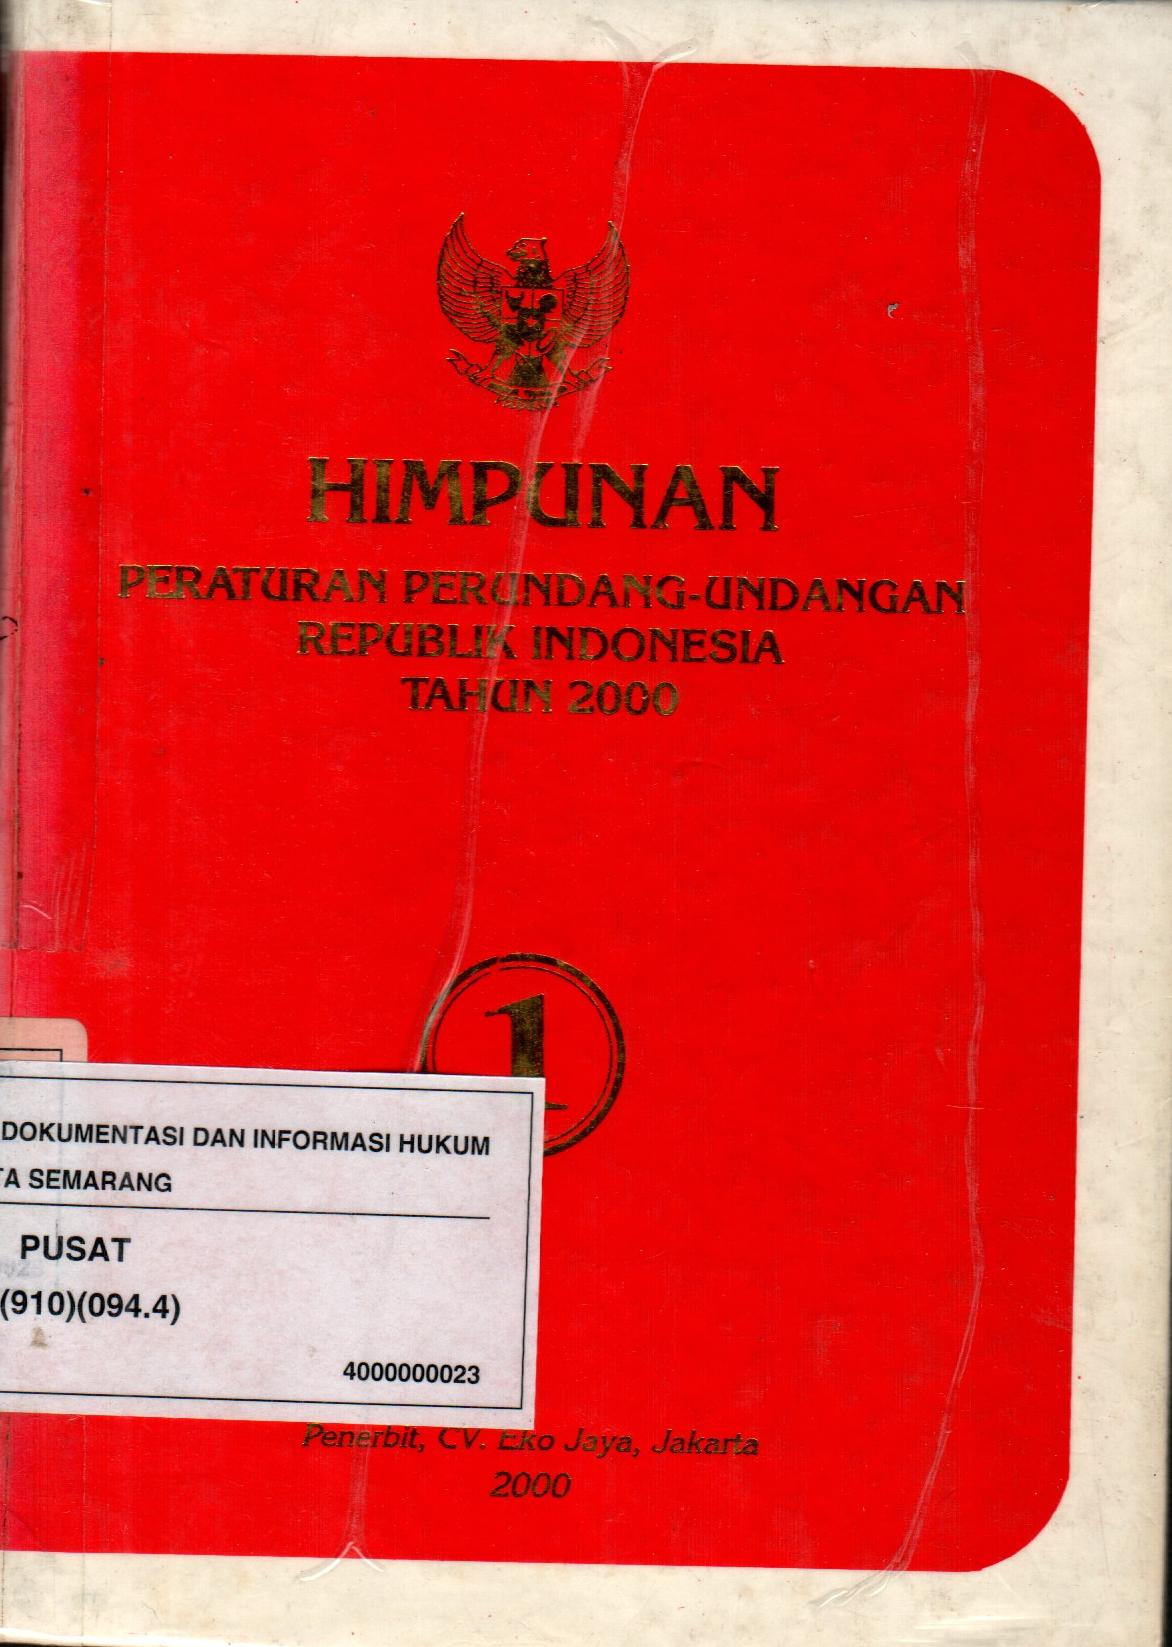 HIMPUNAN
PERATURAN PERUNDANG-UNDANGAN
REPUBLIK INDONESIA
TAHUN 2000
1
DOKUMENTASI DAN INFORMASI HUKUM
TA SEMARANG
PUSAT
(910)(094.4)
4000000023
Penerbit, CV. Eko Jaya, Jakarta
2000